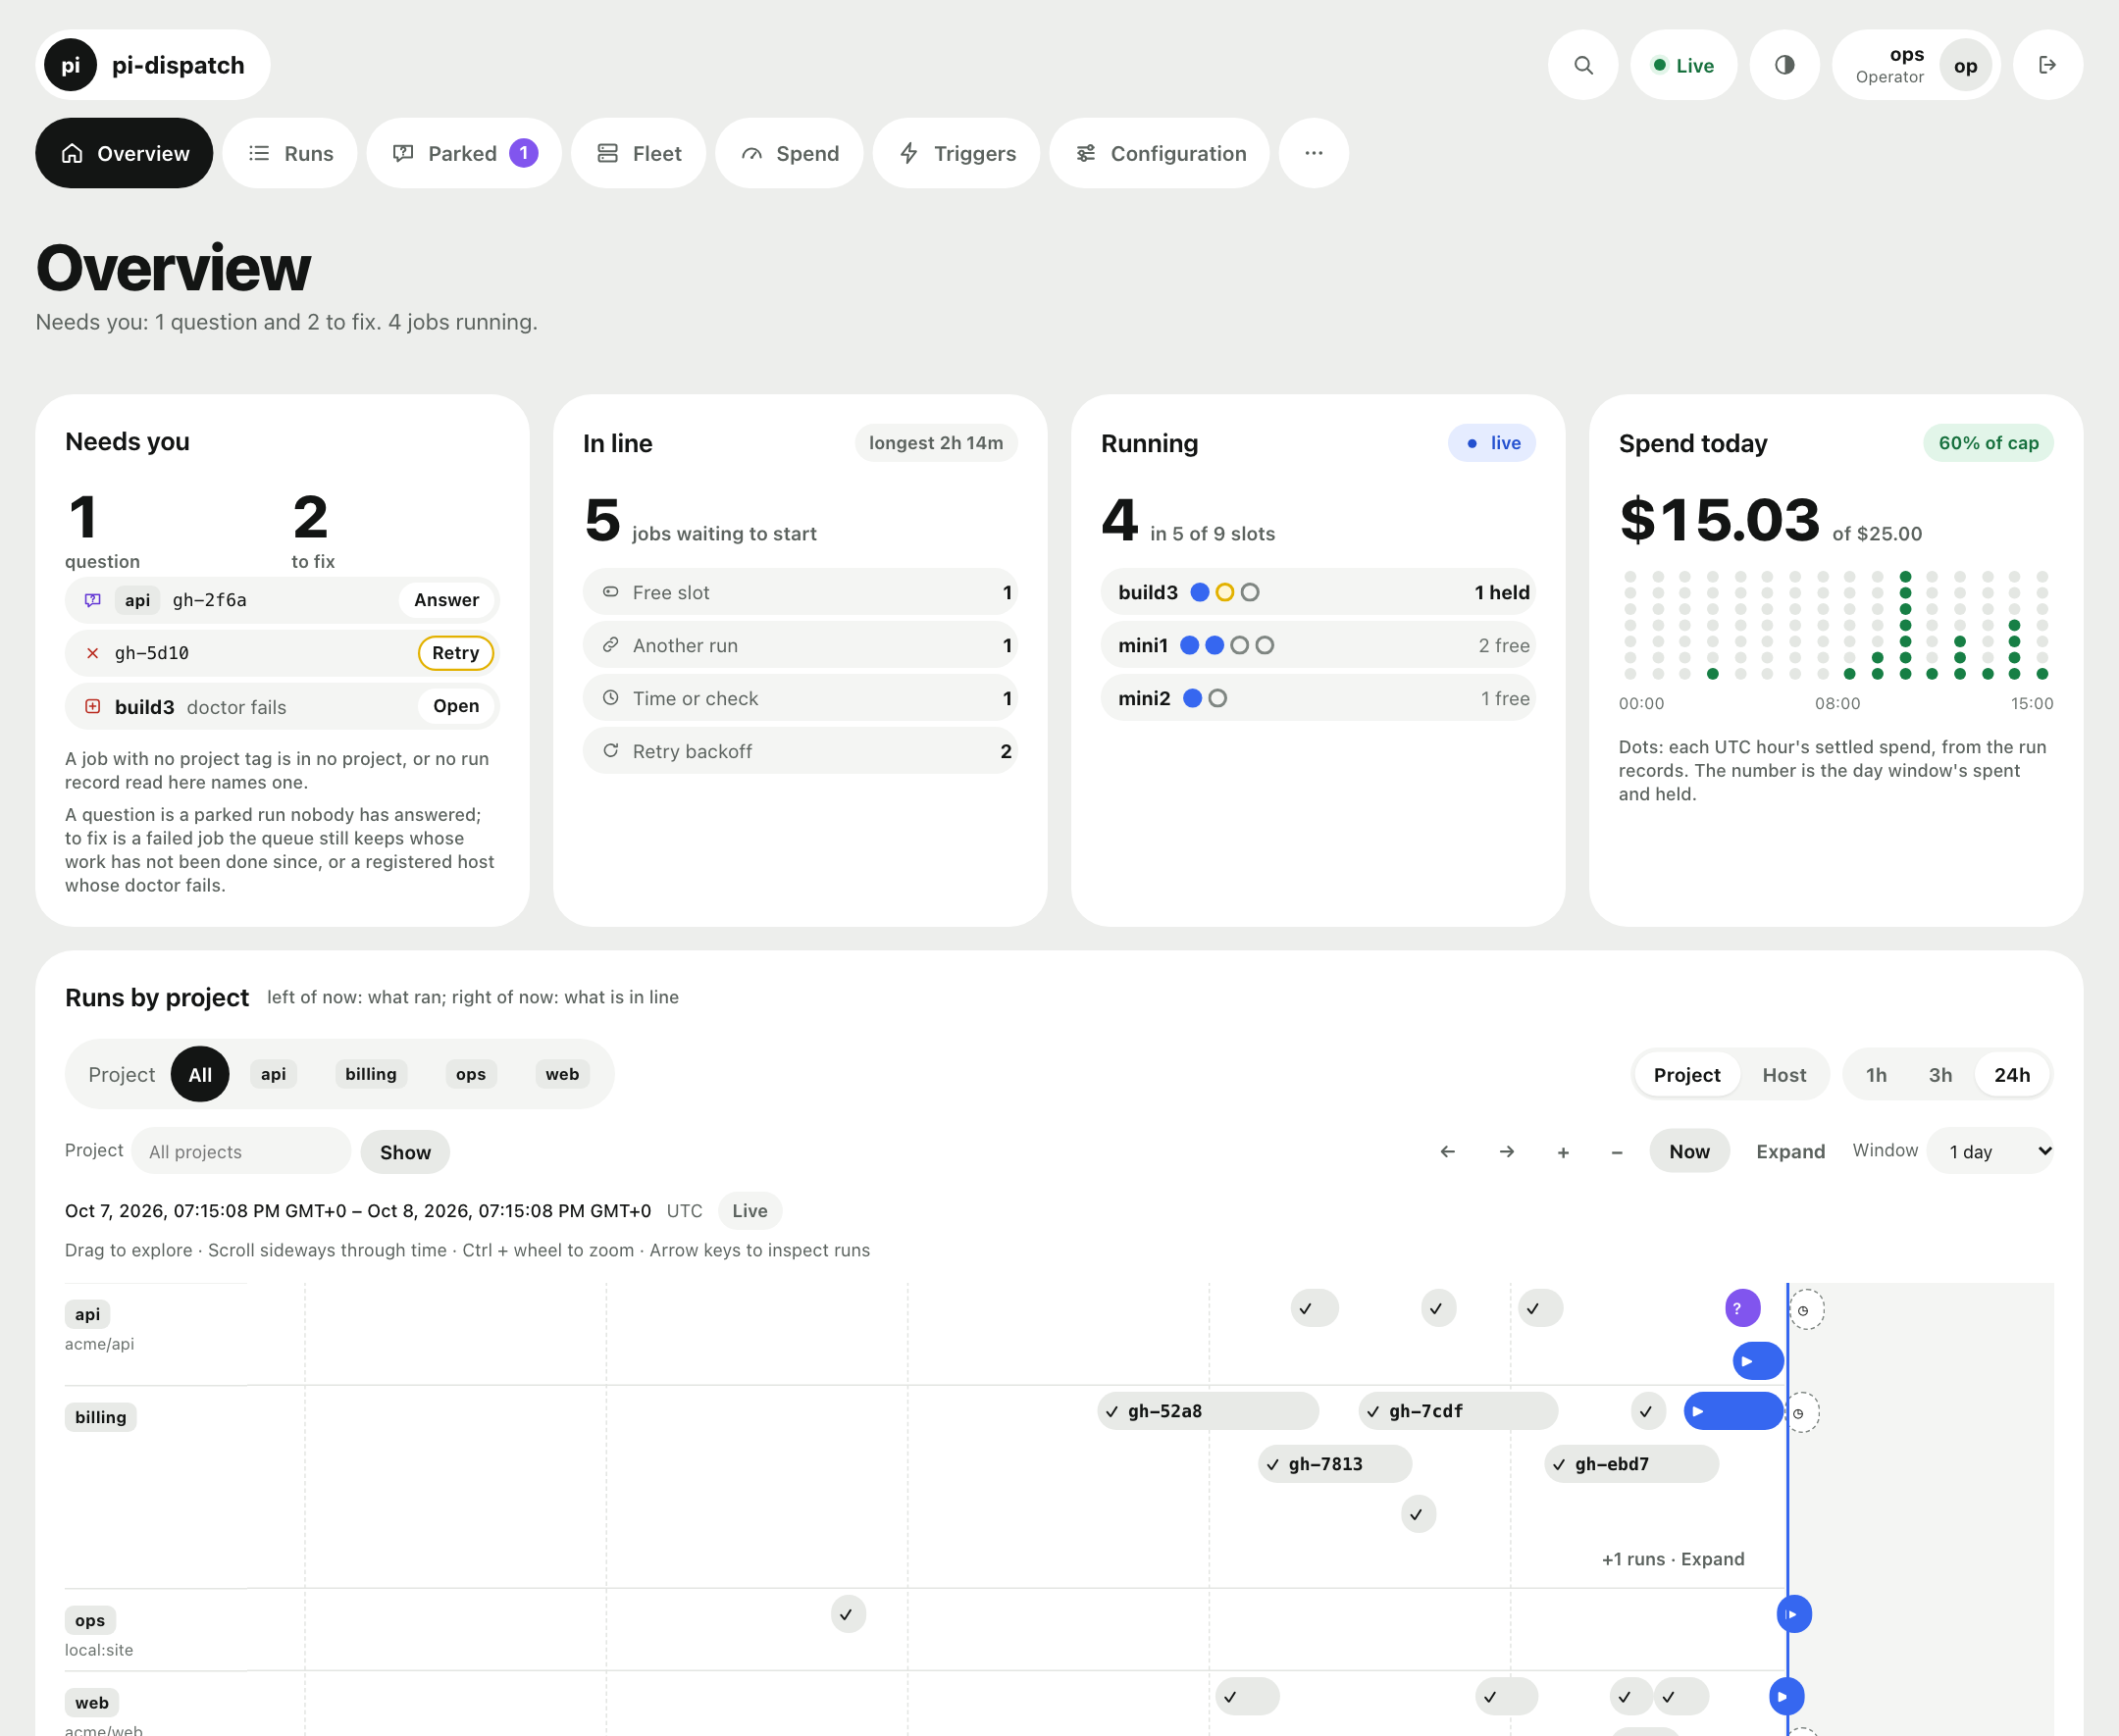 pi pi-dispatch
Live
ops
Operator
op
Overview Runs Parked 1 Fleet Spend Triggers Configuration ...
Overview
Needs you: 1 question and 2 to fix. 4 jobs running.
Needs you
1 2
question to fix
api gh-2f6a Answer
gh-5d10 Retry
build3 doctor fails Open
A job with no project tag is in no project, or no run
record read here names one.
A question is a parked run nobody has answered;
to fix is a failed job the queue still keeps whose
work has not been done since, or a registered host
whose doctor fails.
In line longest 2h 14m
5 jobs waiting to start
Free slot 1
Another run 1
Time or check 1
Retry backoff 2
Running live
4 in 5 of 9 slots
build3 1 held
mini1 2 free
mini2 1 free
Spend today 60% of cap
$15.03 of $25.00
00:00 08:00 15:00
Dots: each UTC hour's settled spend, from the run
records. The number is the day window's spent
and held.
Runs by project left of now: what ran; right of now: what is in line
Project All api billing ops web
Project Host 1h 3h 24h
Project All projects Show
← → + − Now Expand Window 1 day
Oct 7, 2026, 07:15:08 PM GMT+0 – Oct 8, 2026, 07:15:08 PM GMT+0 UTC Live
Drag to explore · Scroll sideways through time · Ctrl + wheel to zoom · Arrow keys to inspect runs
api
?
acme/api
billing
gh-52a8 gh-7cdf
gh-7813 gh-ebd7
+1 runs · Expand
ops
local:site
web
acme/web